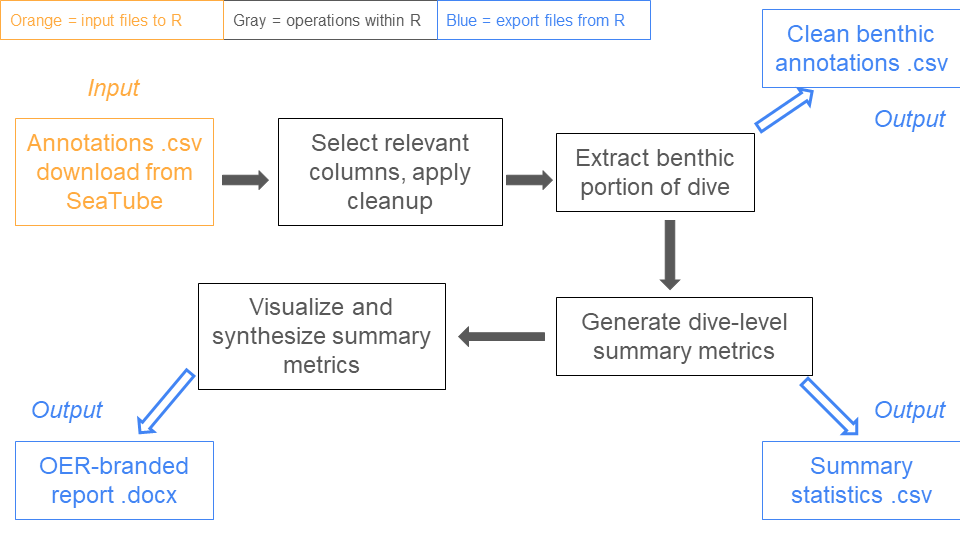 Orange = input files to R
Gray = operations within R
Blue = export files from R
Clean benthic
annotations .csv
Output
Input
Annotations .csv
download from
SeaTube
Select relevant
columns, apply
cleanup
Extract benthic
portion of dive
Visualize and
synthesize summary
metrics
Generate dive-level
summary metrics
Output
OER-branded
report .docx
Output
Summary
statistics .csv